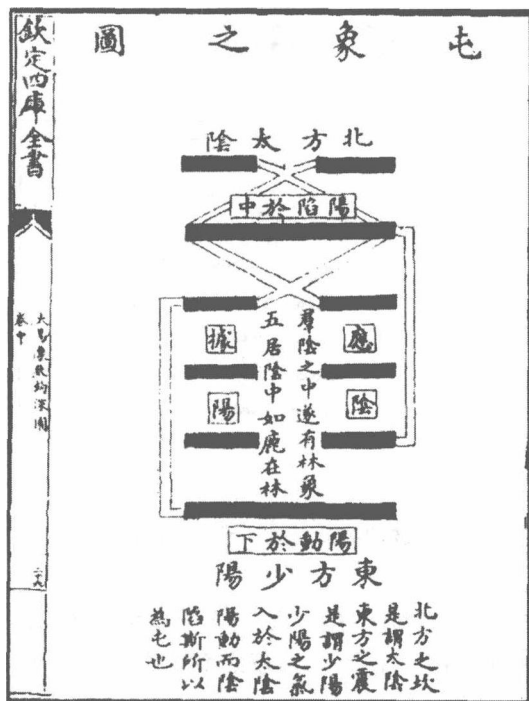 屯象之圖
北方太陰
陽陷於中
應陰
據陽
羣陰之中遂有林象
五居陰中如鹿在林
陽動於下
東方少陽
北方之坎
是謂太陰
東方之震
是謂少陽
少陽之氣
入於太陰
陽動而陰
陷斯所以
為屯也
欽定四庫全書
大易象數鈎深圖
卷中
二十九